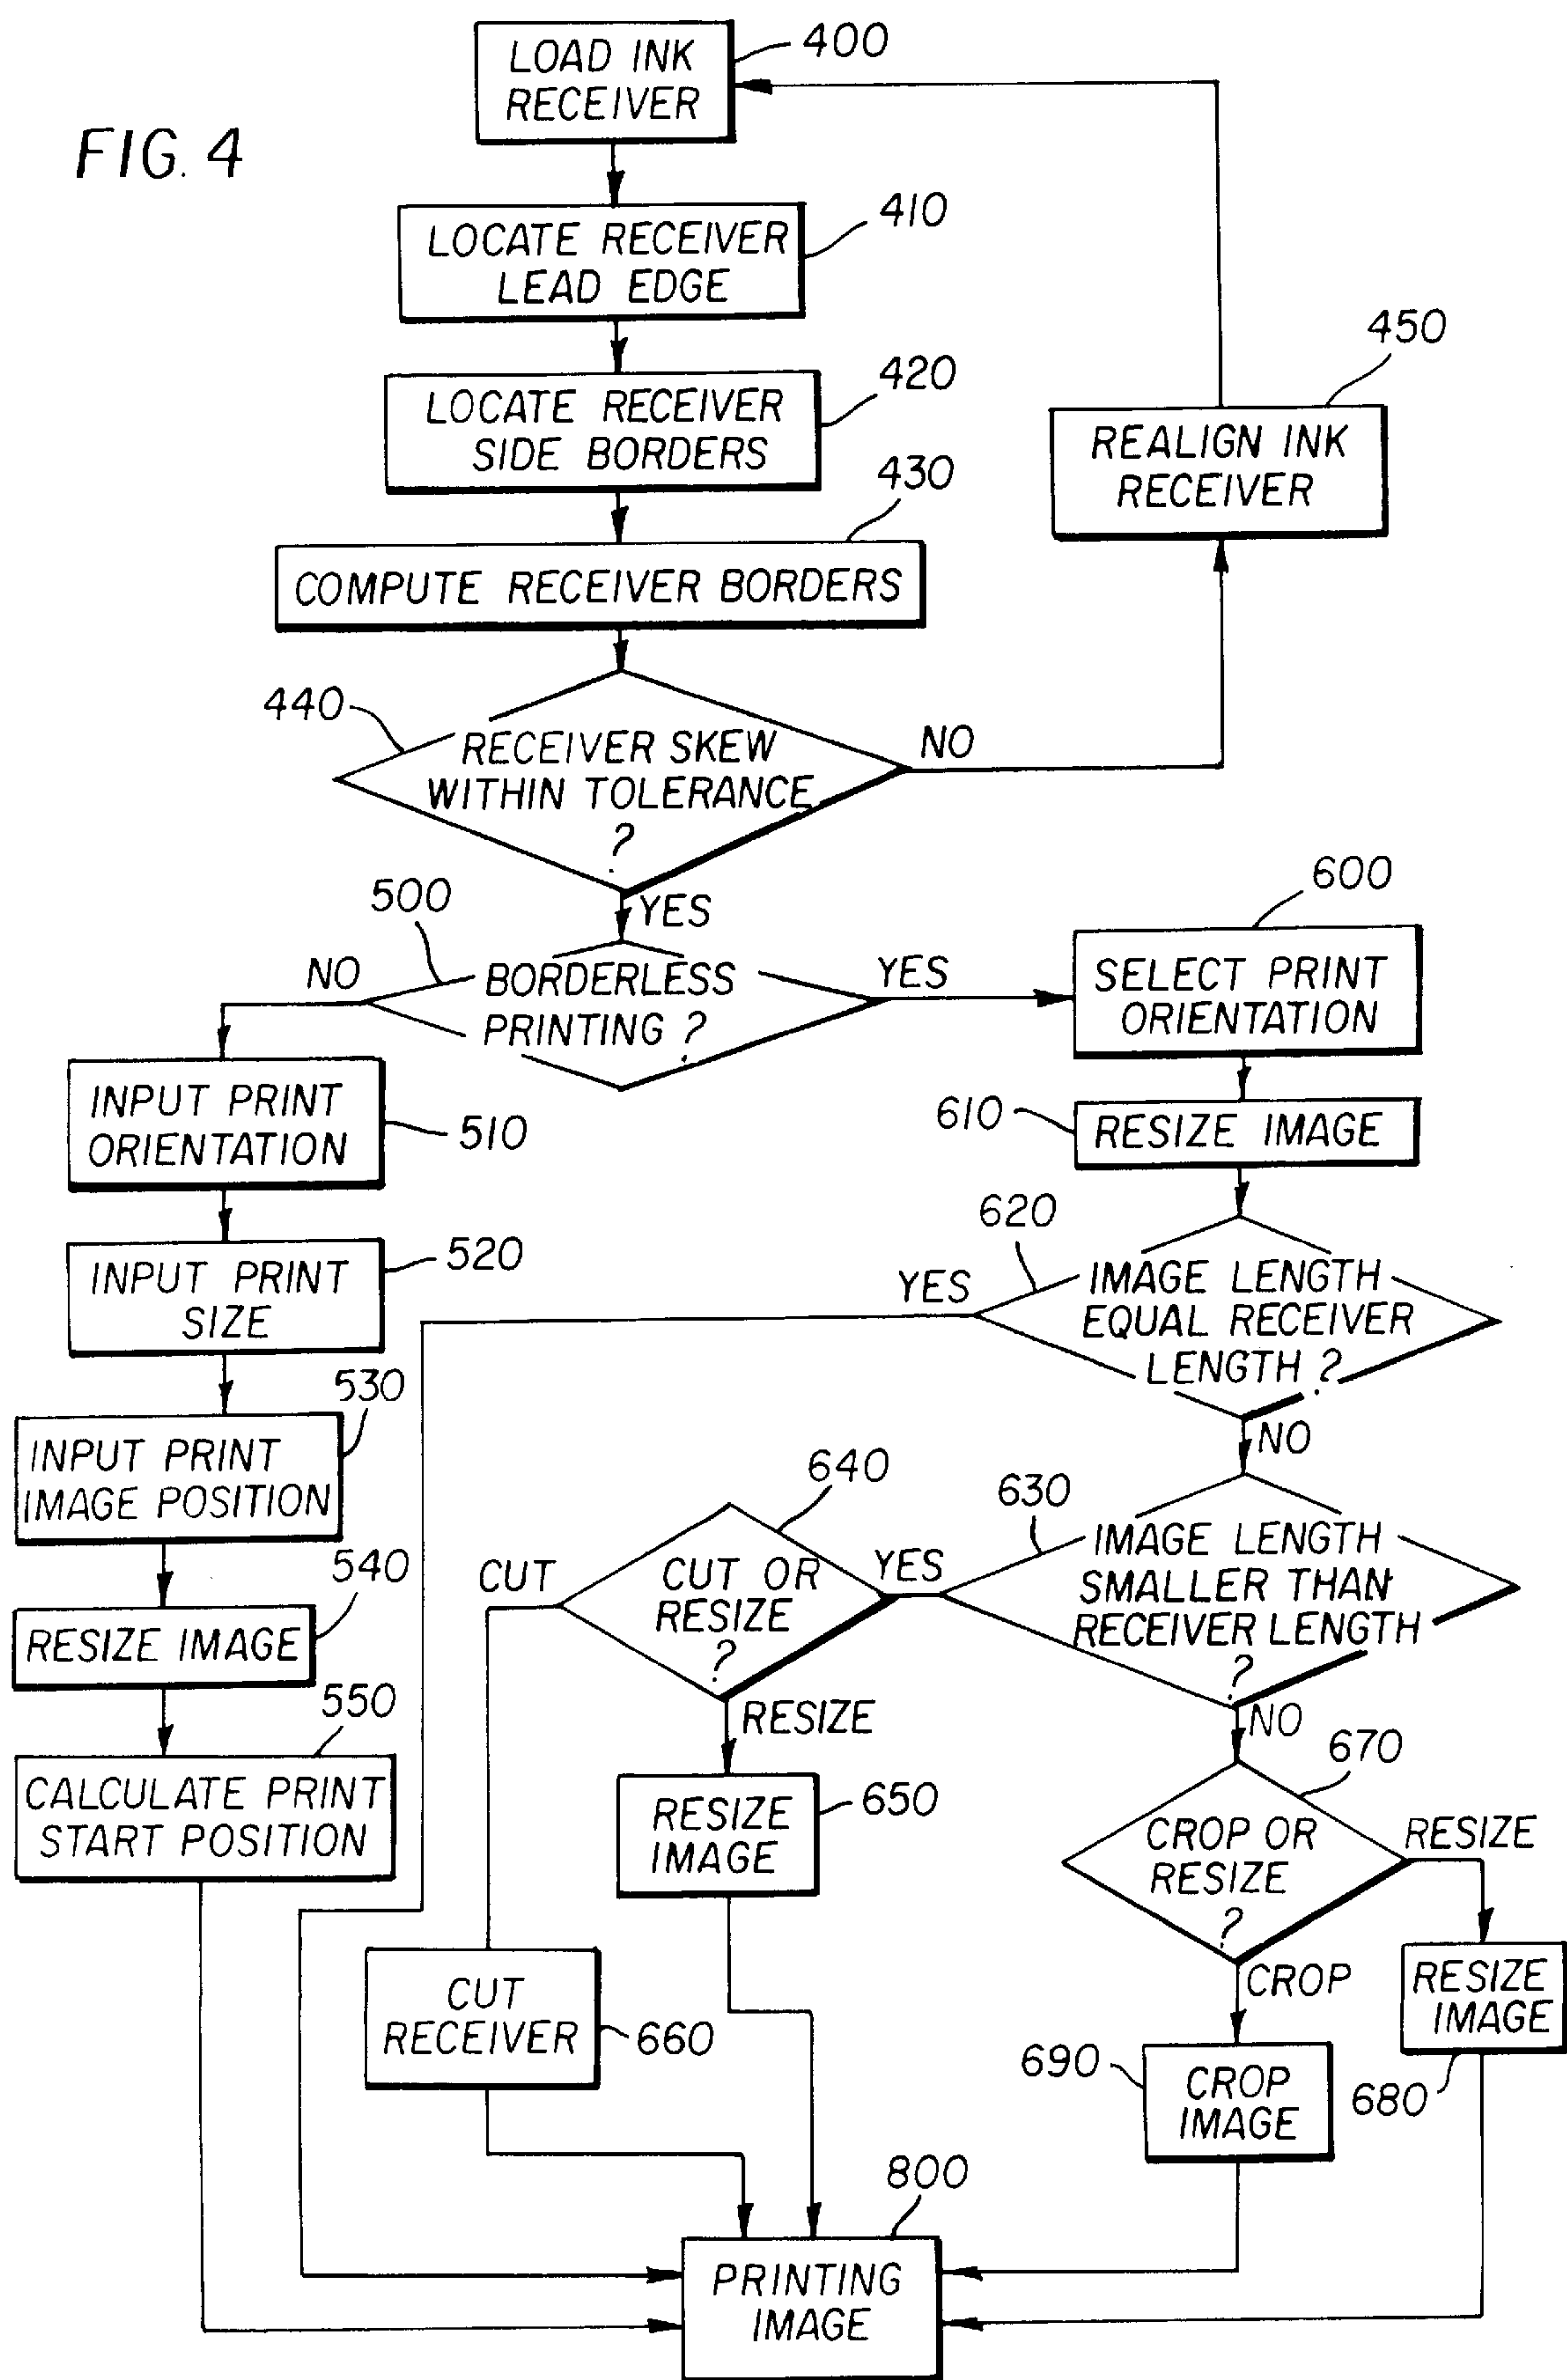 FIG. 4
LOAD INK
RECEIVER
400
LOCATE RECEIVER
LEAD EDGE
410
LOCATE RECEIVER
SIDE BORDERS
420
COMPUTE RECEIVER BORDERS
430
REALIGN INK
RECEIVER
450
440
RECEIVER SKEW
WITHIN TOLERANCE
?
NO
YES
500
BORDERLESS
PRINTING ?
NO
YES
INPUT PRINT
ORIENTATION
510
INPUT PRINT
SIZE
520
INPUT PRINT
IMAGE POSITION
530
RESIZE IMAGE
540
CALCULATE PRINT
START POSITION
550
SELECT PRINT
ORIENTATION
600
RESIZE IMAGE
610
620
IMAGE LENGTH
EQUAL RECEIVER
LENGTH ?
YES
NO
630
IMAGE LENGTH
SMALLER THAN
RECEIVER LENGTH
?
YES
NO
640
CUT OR
RESIZE
?
CUT
RESIZE
RESIZE
IMAGE
650
CUT
RECEIVER
660
670
CROP OR
RESIZE
?
RESIZE
CROP
RESIZE
IMAGE
680
CROP
IMAGE
690
PRINTING
IMAGE
800